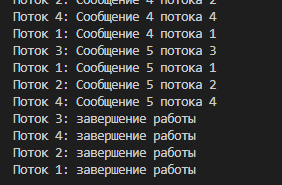 Поток 2: Сообщение 4 потока 2
Поток 4: Сообщение 4 потока 4
Поток 1: Сообщение 4 потока 1
Поток 3: Сообщение 5 потока 3
Поток 1: Сообщение 5 потока 1
Поток 2: Сообщение 5 потока 2
Поток 4: Сообщение 5 потока 4
Поток 3: завершение работы
Поток 4: завершение работы
Поток 2: завершение работы
Поток 1: завершение работы